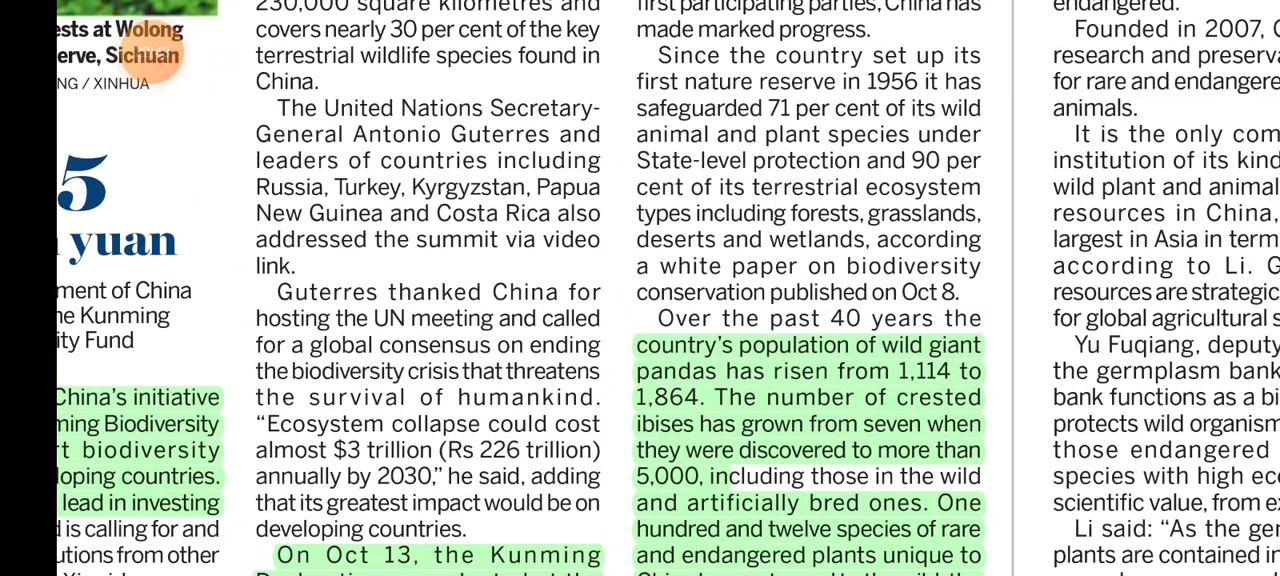 ests at Wolong
erve, Sichuan
NG / XINHUA
5
yuan
ment of China
he Kunming
ity Fund
China's initiative
ming Biodiversity
rt biodiversity
loping countries.
lead in investing
d is calling for and
utions from other
230,000 square kilometres and
covers nearly 30 per cent of the key
terrestrial wildlife species found in
China.
The United Nations Secretary-
General Antonio Guterres and
leaders of countries including
Russia, Turkey, Kyrgyzstan, Papua
New Guinea and Costa Rica also
addressed the summit via video
link.
Guterres thanked China for
hosting the UN meeting and called
for a global consensus on ending
the biodiversity crisis that threatens
the survival of humankind.
“Ecosystem collapse could cost
almost $3 trillion (Rs 226 trillion)
annually by 2030,” he said, adding
that its greatest impact would be on
developing countries.
On Oct 13, the Kunming
first participating parties, China has
made marked progress.
Since the country set up its
first nature reserve in 1956 it has
safeguarded 71 per cent of its wild
animal and plant species under
State-level protection and 90 per
cent of its terrestrial ecosystem
types including forests, grasslands,
deserts and wetlands, according
a white paper on biodiversity
conservation published on Oct 8.
Over the past 40 years the
country's population of wild giant
pandas has risen from 1,114 to
1,864. The number of crested
ibises has grown from seven when
they were discovered to more than
5,000, including those in the wild
and artificially bred ones. One
hundred and twelve species of rare
and endangered plants unique to
endangered.
Founded in 2007, G
research and preserva
for rare and endangere
animals.
It is the only com
institution of its kind
wild plant and animal
resources in China,
largest in Asia in term
according to Li. G
resources are strategic
for global agricultural s
Yu Fuqiang, deputy
the germplasm bank
bank functions as a bi
protects wild organism
those endangered
species with high eco
scientific value, from ex
Li said: “As the ger
plants are contained in